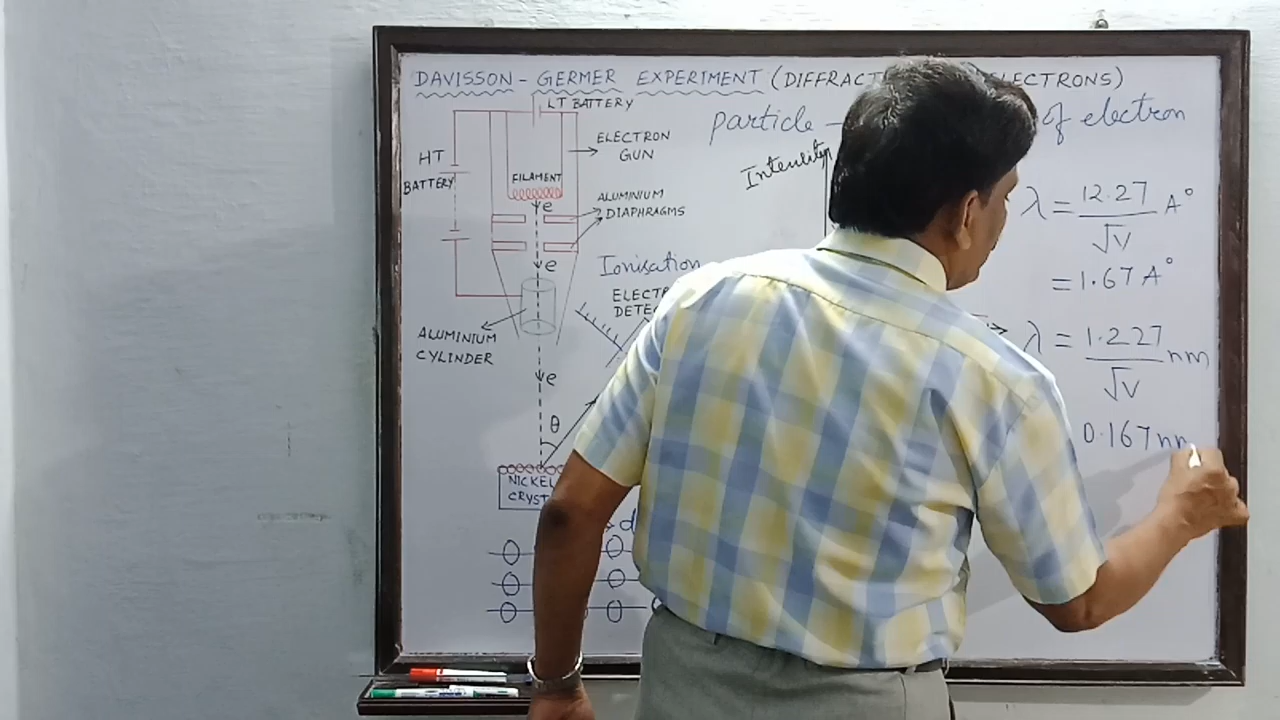 DAVISSON - GERMER EXPERIMENT (DIFFRACT ELECTRONS)
particle - of electron
LT BATTERY
HT
BATTERY
ELECTRON
GUN
FILAMENT
e
ALUMINIUM
DIAPHRAGMS
e
Ionisation
ELECTR
DETE
ALUMINIUM
CYLINDER
e
θ
NICKEL
CRYST
d
Intensity
λ = 12.27 / √V A°
= 1.67 A°
→ λ = 1.227 / √V nm
0.167 nm